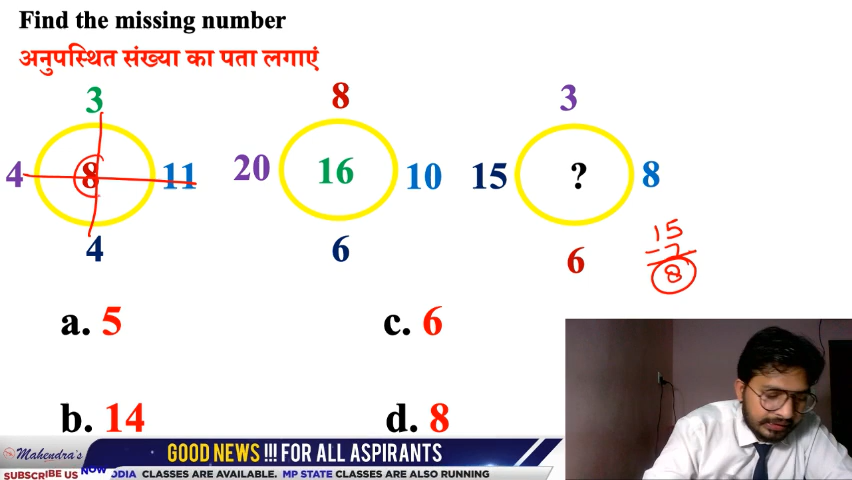 Find the missing number
अनुपस्थित संख्या का पता लगाएं
3
4 8 11
4
8
20 16 10
6
3
15 ? 8
6
15
-7
8
a. 5
c. 6
b. 14
d. 8
Mahendra's
GOOD NEWS !!! FOR ALL ASPIRANTS
SUBSCRIBE US NOW
ODIA CLASSES ARE AVAILABLE. MP STATE CLASSES ARE ALSO RUNNING